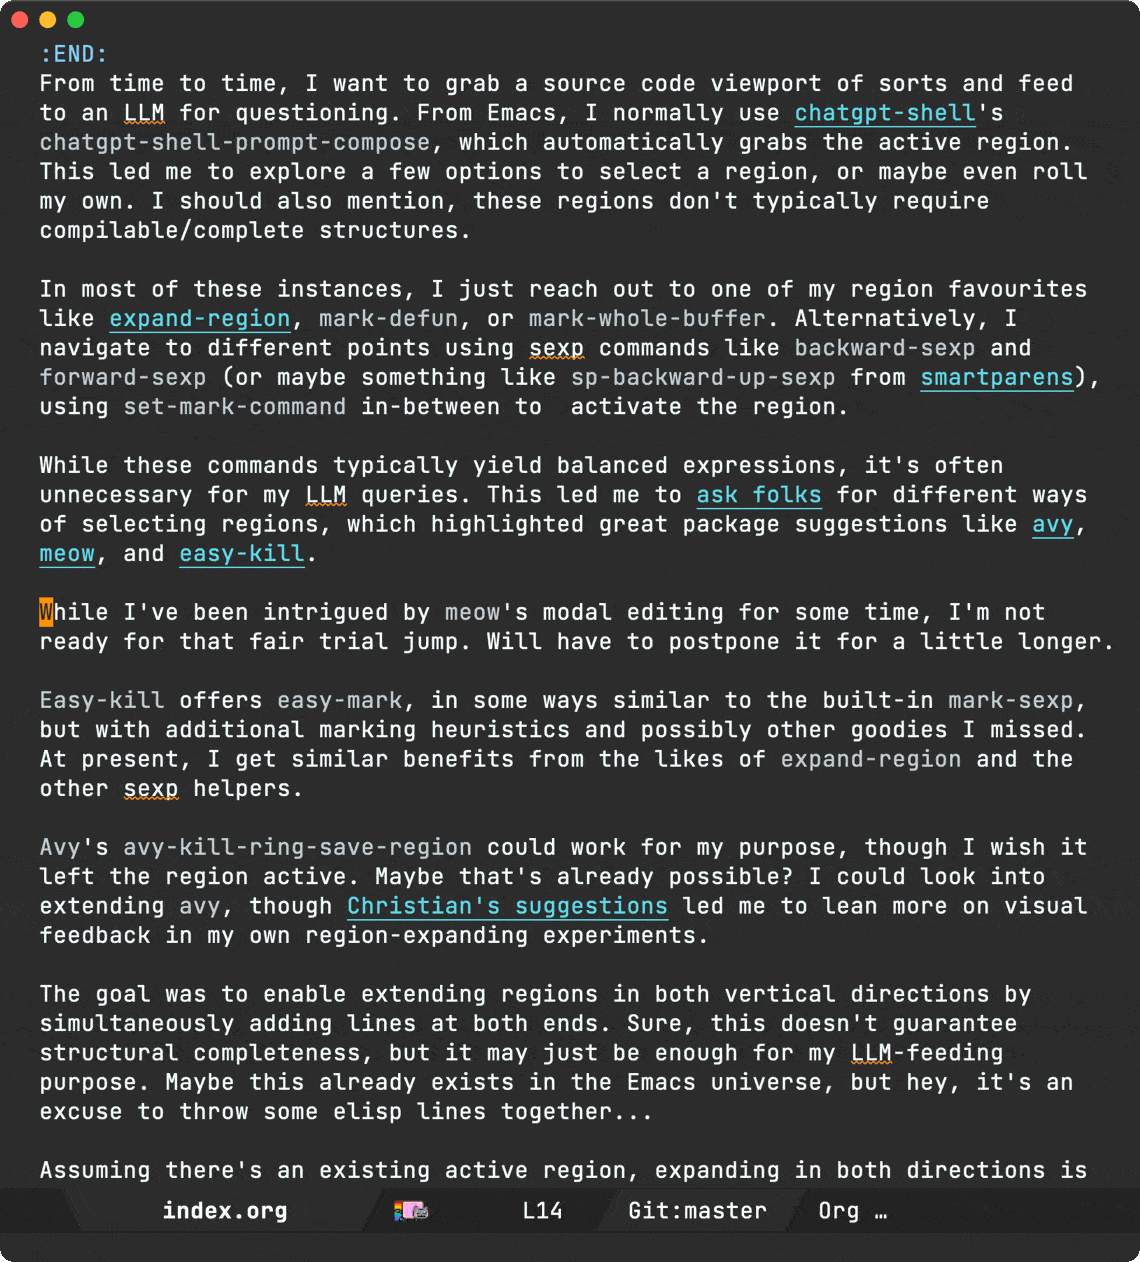 :END:
From time to time, I want to grab a source code viewport of sorts and feed
to an LLM for questioning. From Emacs, I normally use chatgpt-shell's
chatgpt-shell-prompt-compose, which automatically grabs the active region.
This led me to explore a few options to select a region, or maybe even roll
my own. I should also mention, these regions don't typically require
compilable/complete structures.
In most of these instances, I just reach out to one of my region favourites
like expand-region, mark-defun, or mark-whole-buffer. Alternatively, I
navigate to different points using sexp commands like backward-sexp and
forward-sexp (or maybe something like sp-backward-up-sexp from smartparens),
using set-mark-command in-between to  activate the region.
While these commands typically yield balanced expressions, it's often
unnecessary for my LLM queries. This led me to ask folks for different ways
of selecting regions, which highlighted great package suggestions like avy,
meow, and easy-kill.
While I've been intrigued by meow's modal editing for some time, I'm not
ready for that fair trial jump. Will have to postpone it for a little longer.
Easy-kill offers easy-mark, in some ways similar to the built-in mark-sexp,
but with additional marking heuristics and possibly other goodies I missed.
At present, I get similar benefits from the likes of expand-region and the
other sexp helpers.
Avy's avy-kill-ring-save-region could work for my purpose, though I wish it
left the region active. Maybe that's already possible? I could look into
extending avy, though Christian's suggestions led me to lean more on visual
feedback in my own region-expanding experiments.
The goal was to enable extending regions in both vertical directions by
simultaneously adding lines at both ends. Sure, this doesn't guarantee
structural completeness, but it may just be enough for my LLM-feeding
purpose. Maybe this already exists in the Emacs universe, but hey, it's an
excuse to throw some elisp lines together...
Assuming there's an existing active region, expanding in both directions is
index.org L14 Git:master Org …